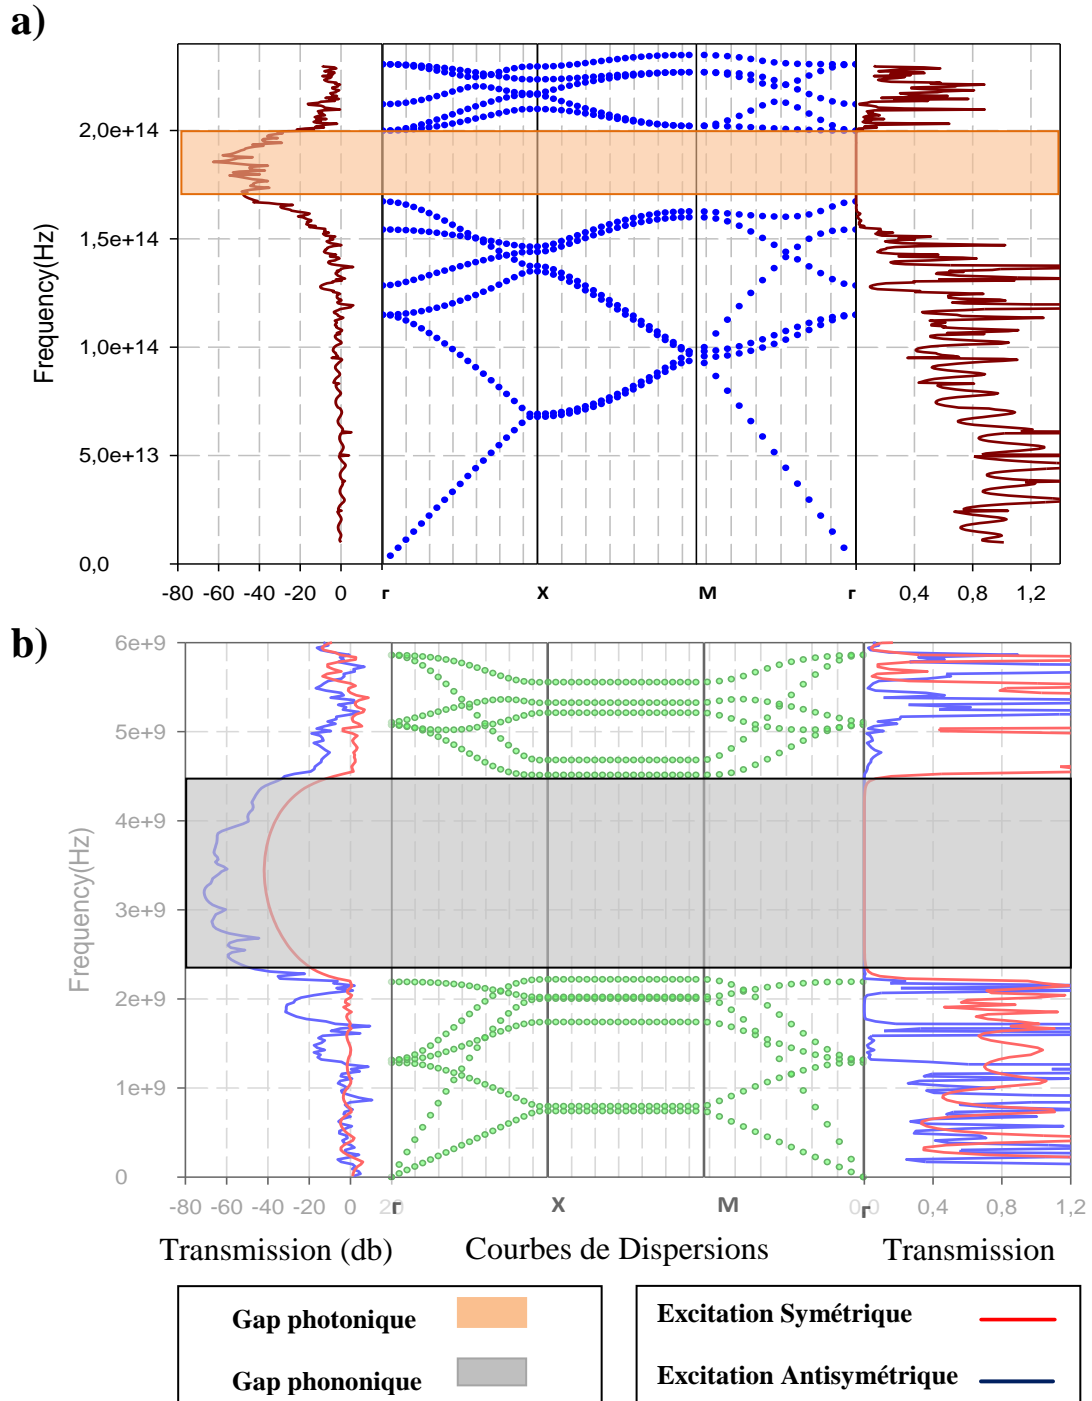 a)
Frequency(Hz)
2,0e+14
1,5e+14
1,0e+14
5,0e+13
0,0
-80 -60 -40 -20 0 Γ X M Γ 0,4 0,8 1,2
b)
Frequency(Hz)
6e+9
5e+9
4e+9
3e+9
2e+9
1e+9
0
-80 -60 -40 -20 0 20 Γ X M 0,0 Γ 0,4 0,8 1,2
Transmission (db) Courbes de Dispersions Transmission
Gap photonique
Gap phononique
Excitation Symétrique
Excitation Antisymétrique